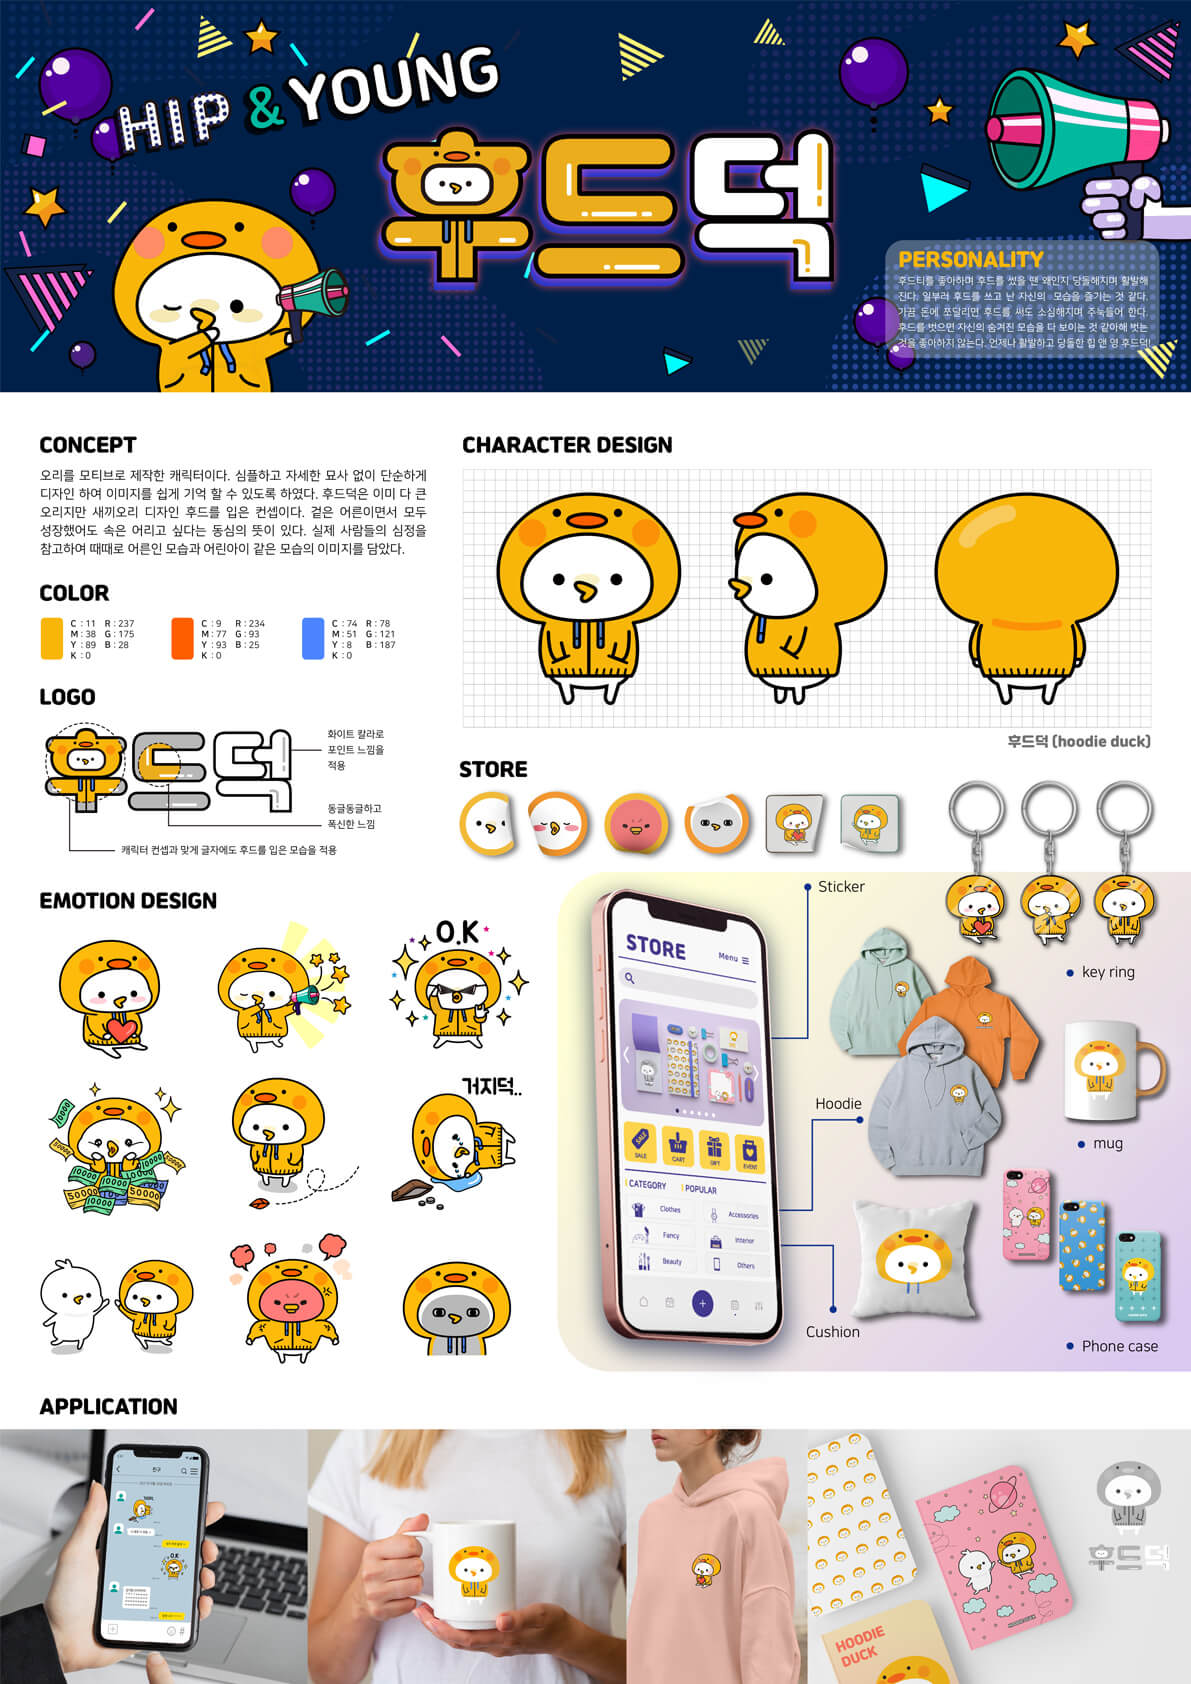 HIP & YOUNG
후드덕
PERSONALITY
후드티를 좋아하며 후드를 썼을 땐 왜인지 당돌해지며 활발해
진다. 일부러 후드를 쓰고 난 자신의 모습을 즐기는 것 같다.
가끔 돈에 쪼달리면 후드를 써도 소심해지며 주눅들어 한다.
후드를 벗으면 자신의 숨겨진 모습을 다 보이는 것 같아해 벗는
것을 좋아하지 않는다. 언제나 활발하고 당돌한 힙 앤 영 후드덕!
CONCEPT
오리를 모티브로 제작한 캐릭터이다. 심플하고 자세한 묘사 없이 단순하게
디자인 하여 이미지를 쉽게 기억 할 수 있도록 하였다. 후드덕은 이미 다 큰
오리지만 새끼오리 디자인 후드를 입은 컨셉이다. 겉은 어른이면서 모두
성장했어도 속은 어리고 싶다는 동심의 뜻이 있다. 실제 사람들의 심정을
참고하여 때때로 어른인 모습과 어린아이 같은 모습의 이미지를 담았다.
COLOR
C : 11 R : 237
M : 38 G : 175
Y : 89 B : 28
K : 0
C : 9 R : 234
M : 77 G : 93
Y : 93 B : 25
K : 0
C : 74 R : 78
M : 51 G : 121
Y : 8 B : 187
K : 0
LOGO
후드덕
화이트 칼라로
포인트 느낌을
적용
동글동글하고
폭신한 느낌
캐릭터 컨셉과 맞게 글자에도 후드를 입은 모습을 적용
CHARACTER DESIGN
후드덕 (hoodie duck)
STORE
Sticker
key ring
Hoodie
mug
Cushion
Phone case
STORE
Menu
SALE
SALE
CART
GIFT
EVENT
CATEGORY
POPULAR
Clothes
Accessories
Fancy
Interior
Beauty
Others
EMOTION DESIGN
O.K
10000
10000
10000
50000
10000
50000
거지덕..
APPLICATION
친구
O.K
HOODIE
DUCK
후드덕